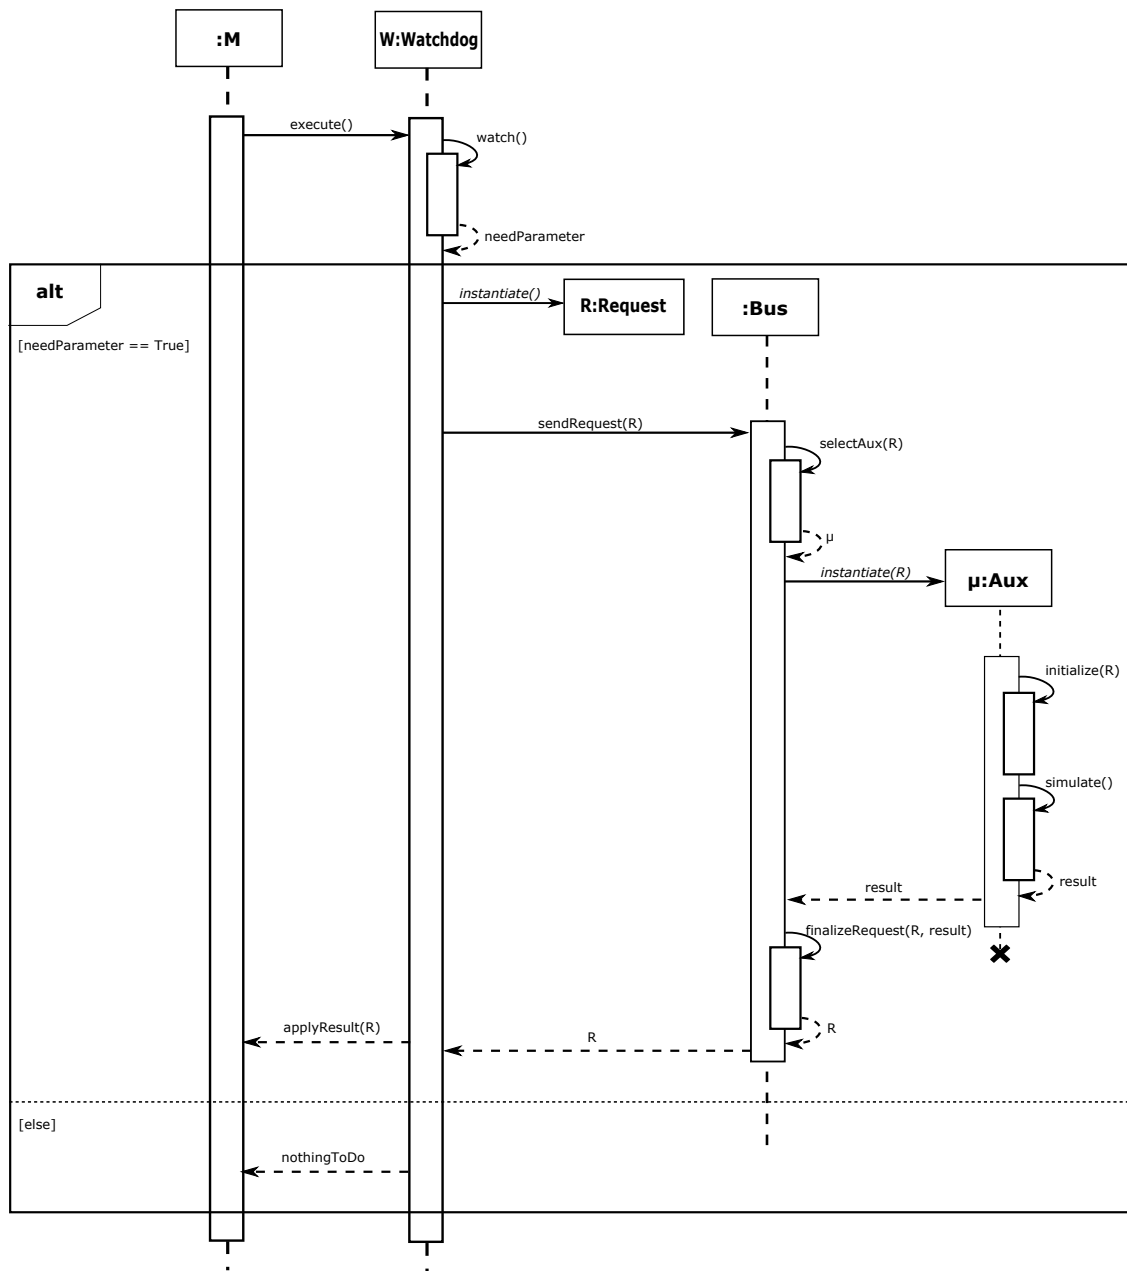 :M
W:Watchdog
execute()
watch()
needParameter
alt
instantiate()
R:Request
:Bus
[needParameter == True]
sendRequest(R)
selectAux(R)
µ
instantiate(R)
µ:Aux
initialize(R)
simulate()
result
result
finalizeRequest(R, result)
applyResult(R)
R
R
[else]
nothingToDo